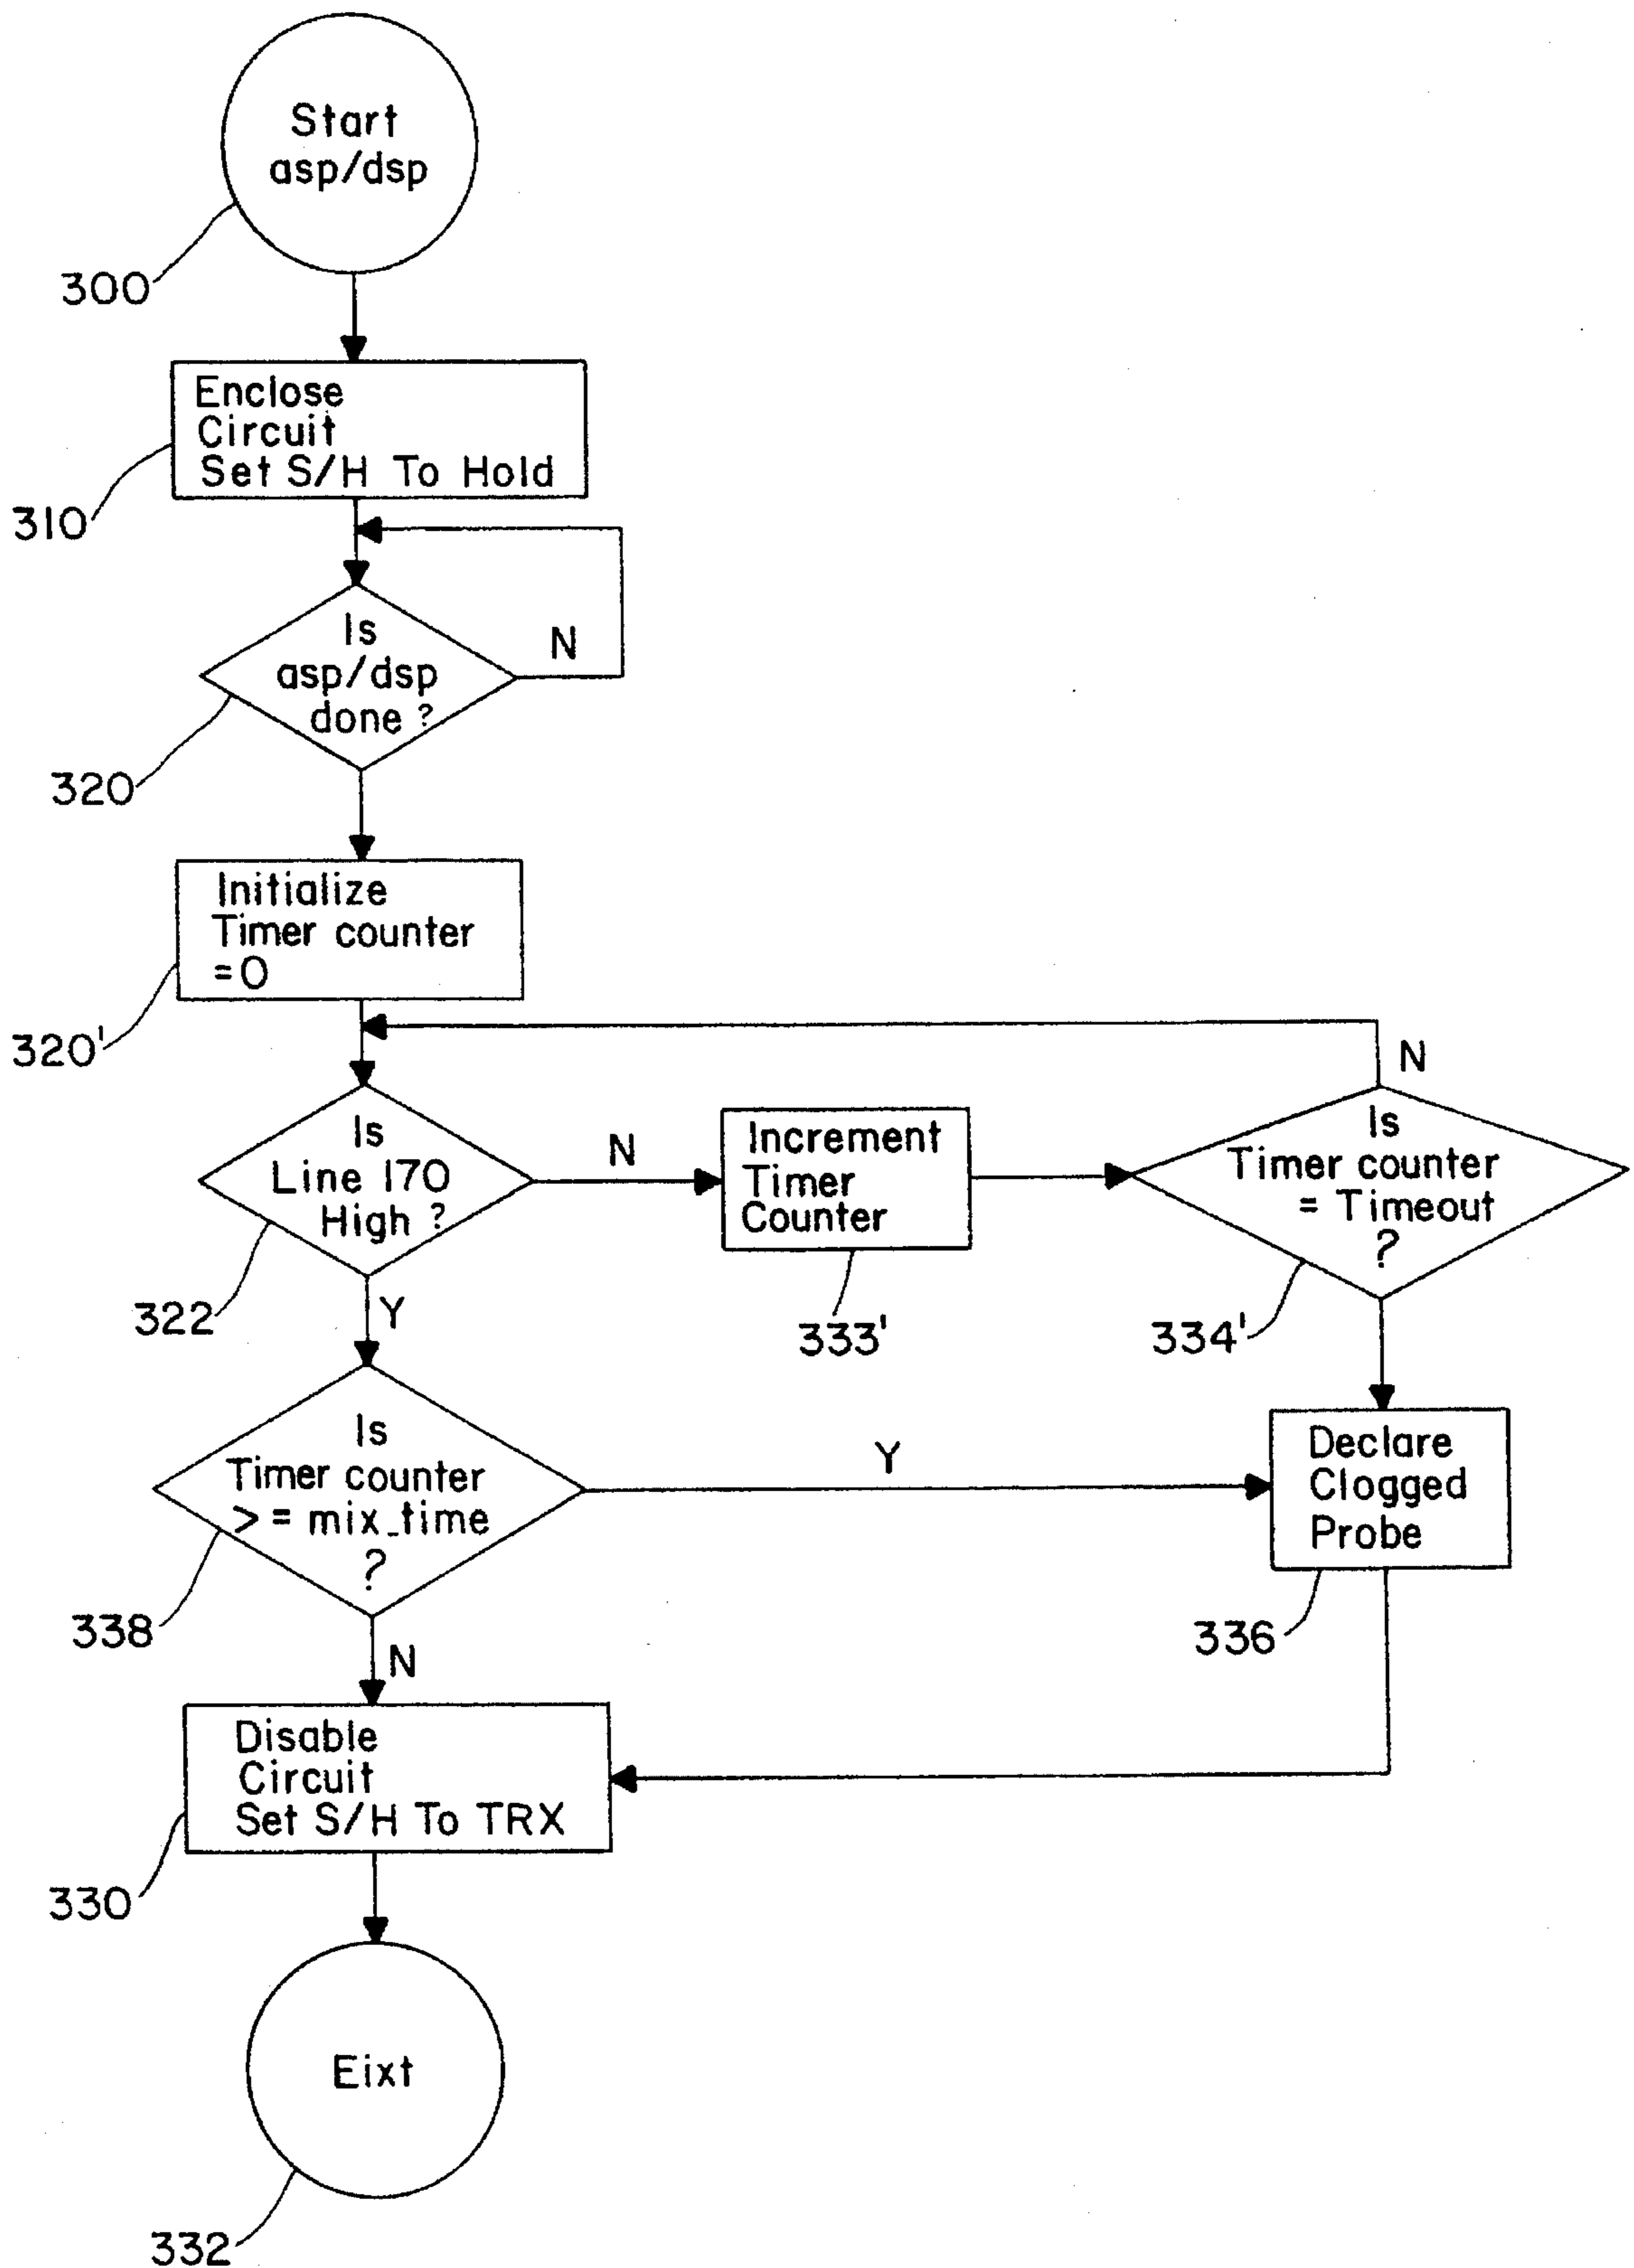 Start
asp/dsp
300
Enclose
Circuit
Set S/H To Hold
310
Is
asp/dsp
done ?
N
320
Initialize
Timer counter
=0
320'
Is
Line 170
High ?
N
322
Y
Increment
Timer
Counter
333'
Is
Timer counter
= Timeout
?
N
334'
Is
Timer counter
>= mix_time
?
Y
338
N
Declare
Clogged
Probe
336
Disable
Circuit
Set S/H To TRX
330
Eixt
332